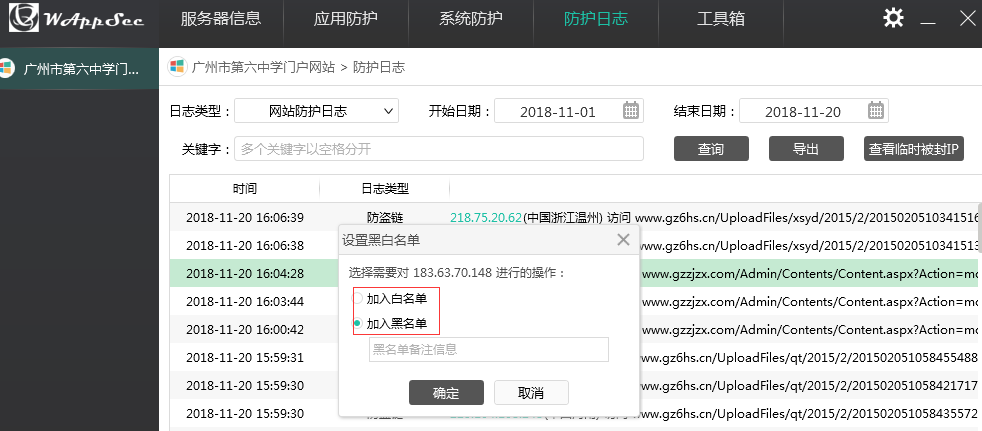 WAppSec 服务器信息 应用防护 系统防护 防护日志 工具箱
广州市第六中学门... 广州市第六中学门户网站 > 防护日志
日志类型： 网站防护日志 开始日期： 2018-11-01 结束日期： 2018-11-20
关键字： 多个关键字以空格分开 查询 导出 查看临时被封IP
时间 日志类型
2018-11-20 16:06:39 防盗链 218.75.20.62(中国浙江温州) 访问 www.gz6hs.cn/UploadFiles/xsyd/2015/2/2015020510341516
2018-11-20 16:06:38 www.gz6hs.cn/UploadFiles/xsyd/2015/2/2015020510341513
2018-11-20 16:04:28 www.gzzjzx.com/Admin/Contents/Content.aspx?Action=mo
2018-11-20 16:03:44 www.gzzjzx.com/Admin/Contents/Content.aspx?Action=mo
2018-11-20 16:00:42 www.gzzjzx.com/Admin/Contents/Content.aspx?Action=mo
2018-11-20 15:59:31 www.gz6hs.cn/UploadFiles/qt/2015/2/201502051058455488
2018-11-20 15:59:30 www.gz6hs.cn/UploadFiles/qt/2015/2/201502051058421717
2018-11-20 15:59:30 www.gz6hs.cn/UploadFiles/qt/2015/2/201502051058435572
设置黑白名单
选择需要对 183.63.70.148 进行的操作：
加入白名单
加入黑名单
黑名单备注信息
确定 取消